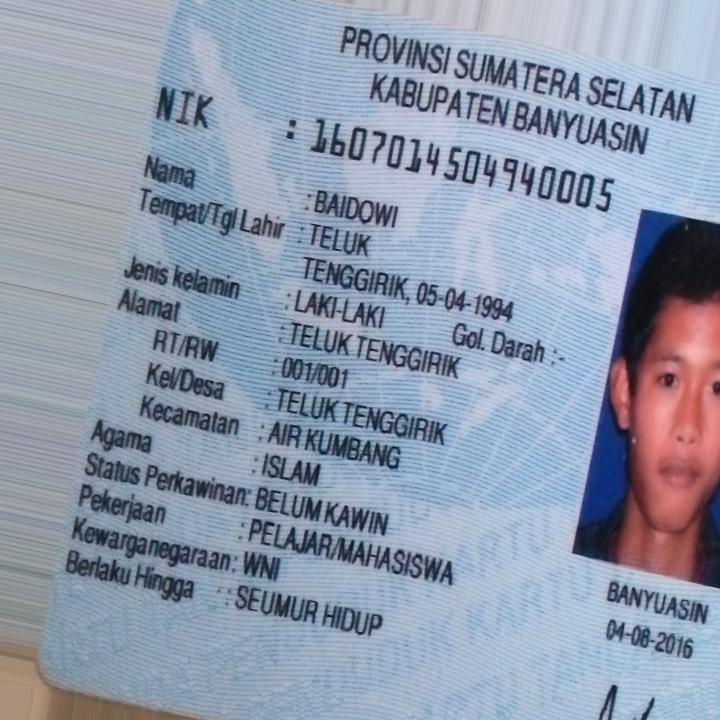 PROVINSI SUMATERA SELATAN
KABUPATEN BANYUASIN
NIK : 1607014504940005
Nama : BAIDOWI
Tempat/Tgl Lahir : TELUK
TENGGIRIK, 05-04-1994
Jenis kelamin : LAKI-LAKI Gol. Darah :-
Alamat : TELUK TENGGIRIK
RT/RW : 001/001
Kel/Desa : TELUK TENGGIRIK
Kecamatan : AIR KUMBANG
Agama : ISLAM
Status Perkawinan: BELUM KAWIN
Pekerjaan : PELAJAR/MAHASISWA
Kewarganegaraan: WNI
Berlaku Hingga : SEUMUR HIDUP
BANYUASIN
04-08-2016